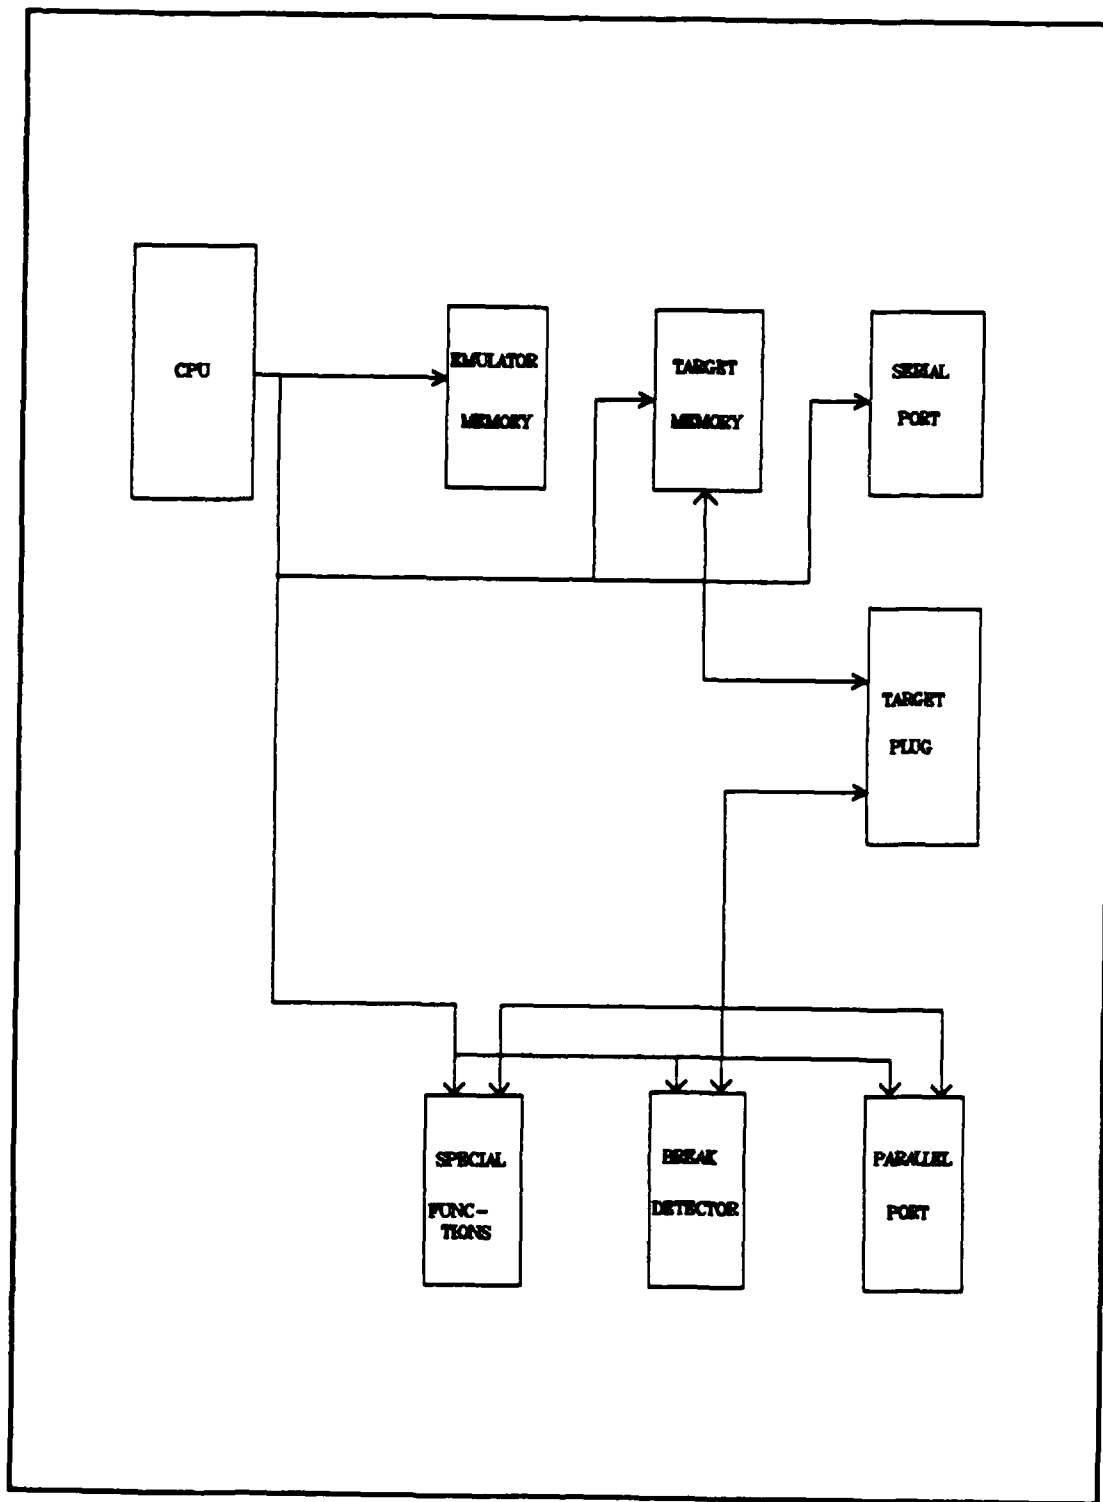 CPU
EMULATOR
MEMORY
TARGET
MEMORY
SERIAL
PORT
TARGET
PLUG
SPECIAL
FUNC-
TIONS
BREAK
DETECTOR
PARALLEL
PORT